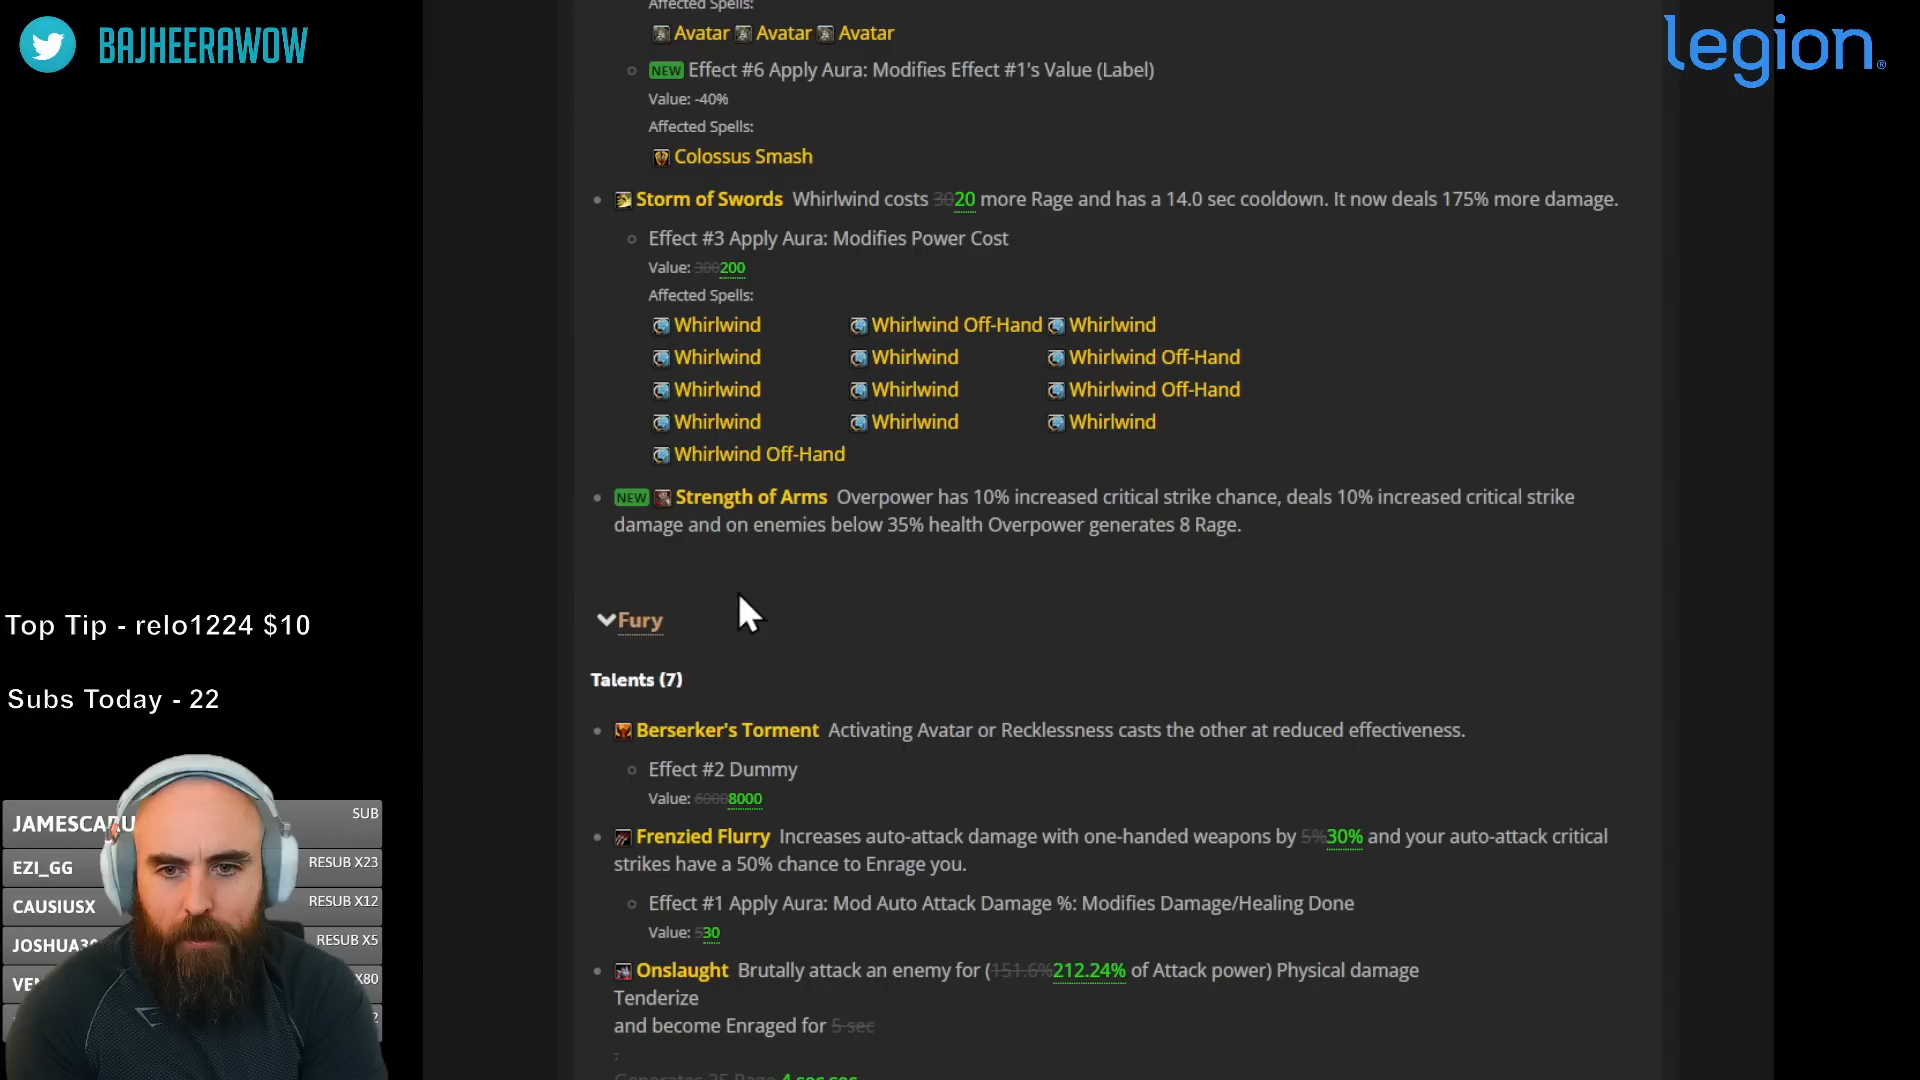 BAJHEERAWOW
legion®
Affected Spells:
Avatar Avatar Avatar
NEW Effect #6 Apply Aura: Modifies Effect #1's Value (Label)
Value: -40%
Affected Spells:
Colossus Smash
Storm of Swords Whirlwind costs 3020 more Rage and has a 14.0 sec cooldown. It now deals 175% more damage.
Effect #3 Apply Aura: Modifies Power Cost
Value: 300200
Affected Spells:
Whirlwind Whirlwind Off-Hand Whirlwind
Whirlwind Whirlwind Whirlwind Off-Hand
Whirlwind Whirlwind Whirlwind Off-Hand
Whirlwind Whirlwind Whirlwind
Whirlwind Off-Hand
NEW Strength of Arms Overpower has 10% increased critical strike chance, deals 10% increased critical strike
damage and on enemies below 35% health Overpower generates 8 Rage.
Fury
Talents (7)
Berserker's Torment Activating Avatar or Recklessness casts the other at reduced effectiveness.
Effect #2 Dummy
Value: 60008000
Frenzied Flurry Increases auto-attack damage with one-handed weapons by 5%30% and your auto-attack critical
strikes have a 50% chance to Enrage you.
Effect #1 Apply Aura: Mod Auto Attack Damage %: Modifies Damage/Healing Done
Value: 530
Onslaught Brutally attack an enemy for (151.6%212.24% of Attack power) Physical damage
Tenderize
and become Enraged for 5 sec
.
Generates 25 Rage 4 sec sec
Top Tip - relo1224 $10
Subs Today - 22
SUB
EZI_GG RESUB X23
CAUSIUSX RESUB X12
RESUB X5
X80